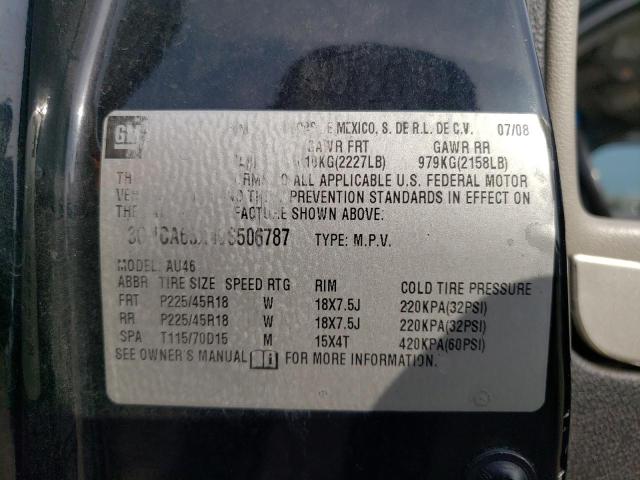 GM DE MEXICO, S. DE R.L. DE C.V. 07/08
GAWR FRT GAWR RR
(2227LB) 979KG(2158LB)
ALL APPLICABLE U.S. FEDERAL MOTOR
PREVENTION STANDARDS IN EFFECT
SHOWN ABOVE.
TYPE: M.P.V.
MODEL: AU46
ABBR TIRE SIZE SPEED RTG RIM COLD TIRE PRESSURE
FRT P225/45R18 W 18X7.5J 220KPA(32PSI)
RR P225/45R18 W 18X7.5J 220KPA(32PSI)
SPA T115/70D15 M 15X4T 420KPA(60PSI)
SEE OWNER'S MANUAL FOR MORE INFORMATION.